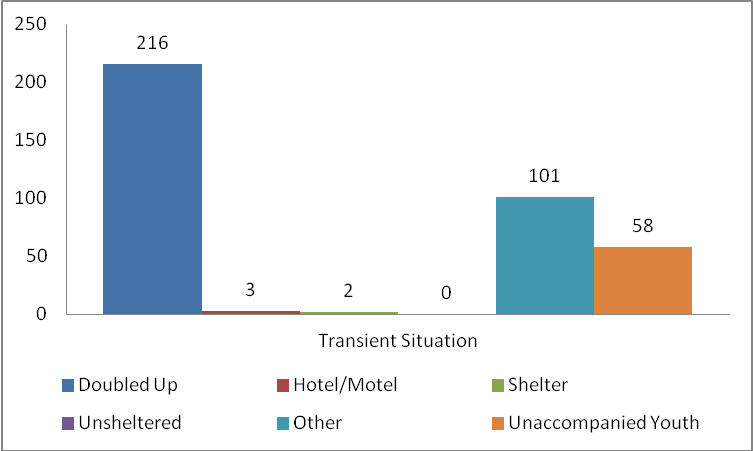 250
216
200
150
101
100
58
50
3
2
0
0
Transient Situation
Doubled Up
Hotel/Motel
Shelter
Unsheltered
Other
Unaccompanied Youth